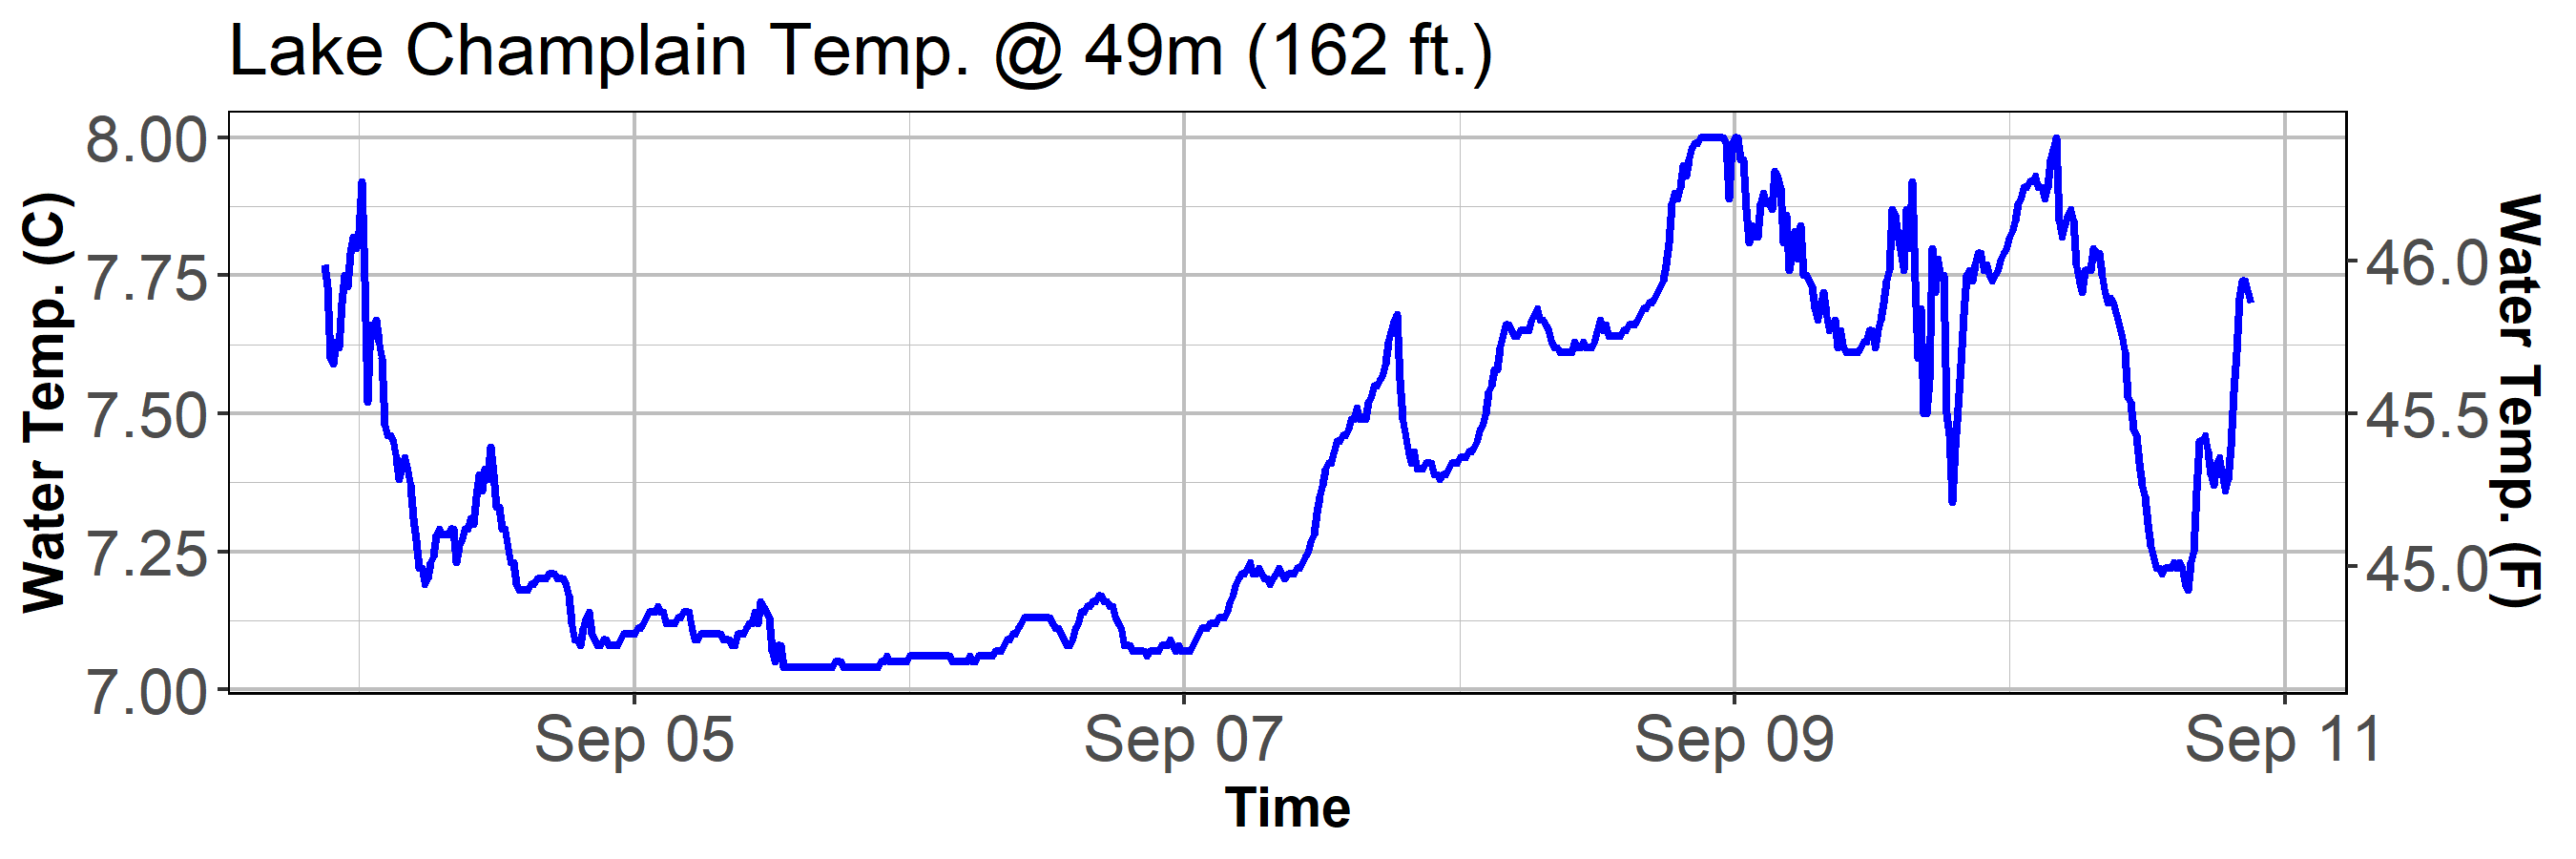 Lake Champlain Temp. @ 49m (162 ft.)
Water Temp. (C)
8.00
7.75
7.50
7.25
7.00
46.0
45.5
45.0
Water Temp. (F)
Sep 05 Sep 07 Sep 09 Sep 11
Time